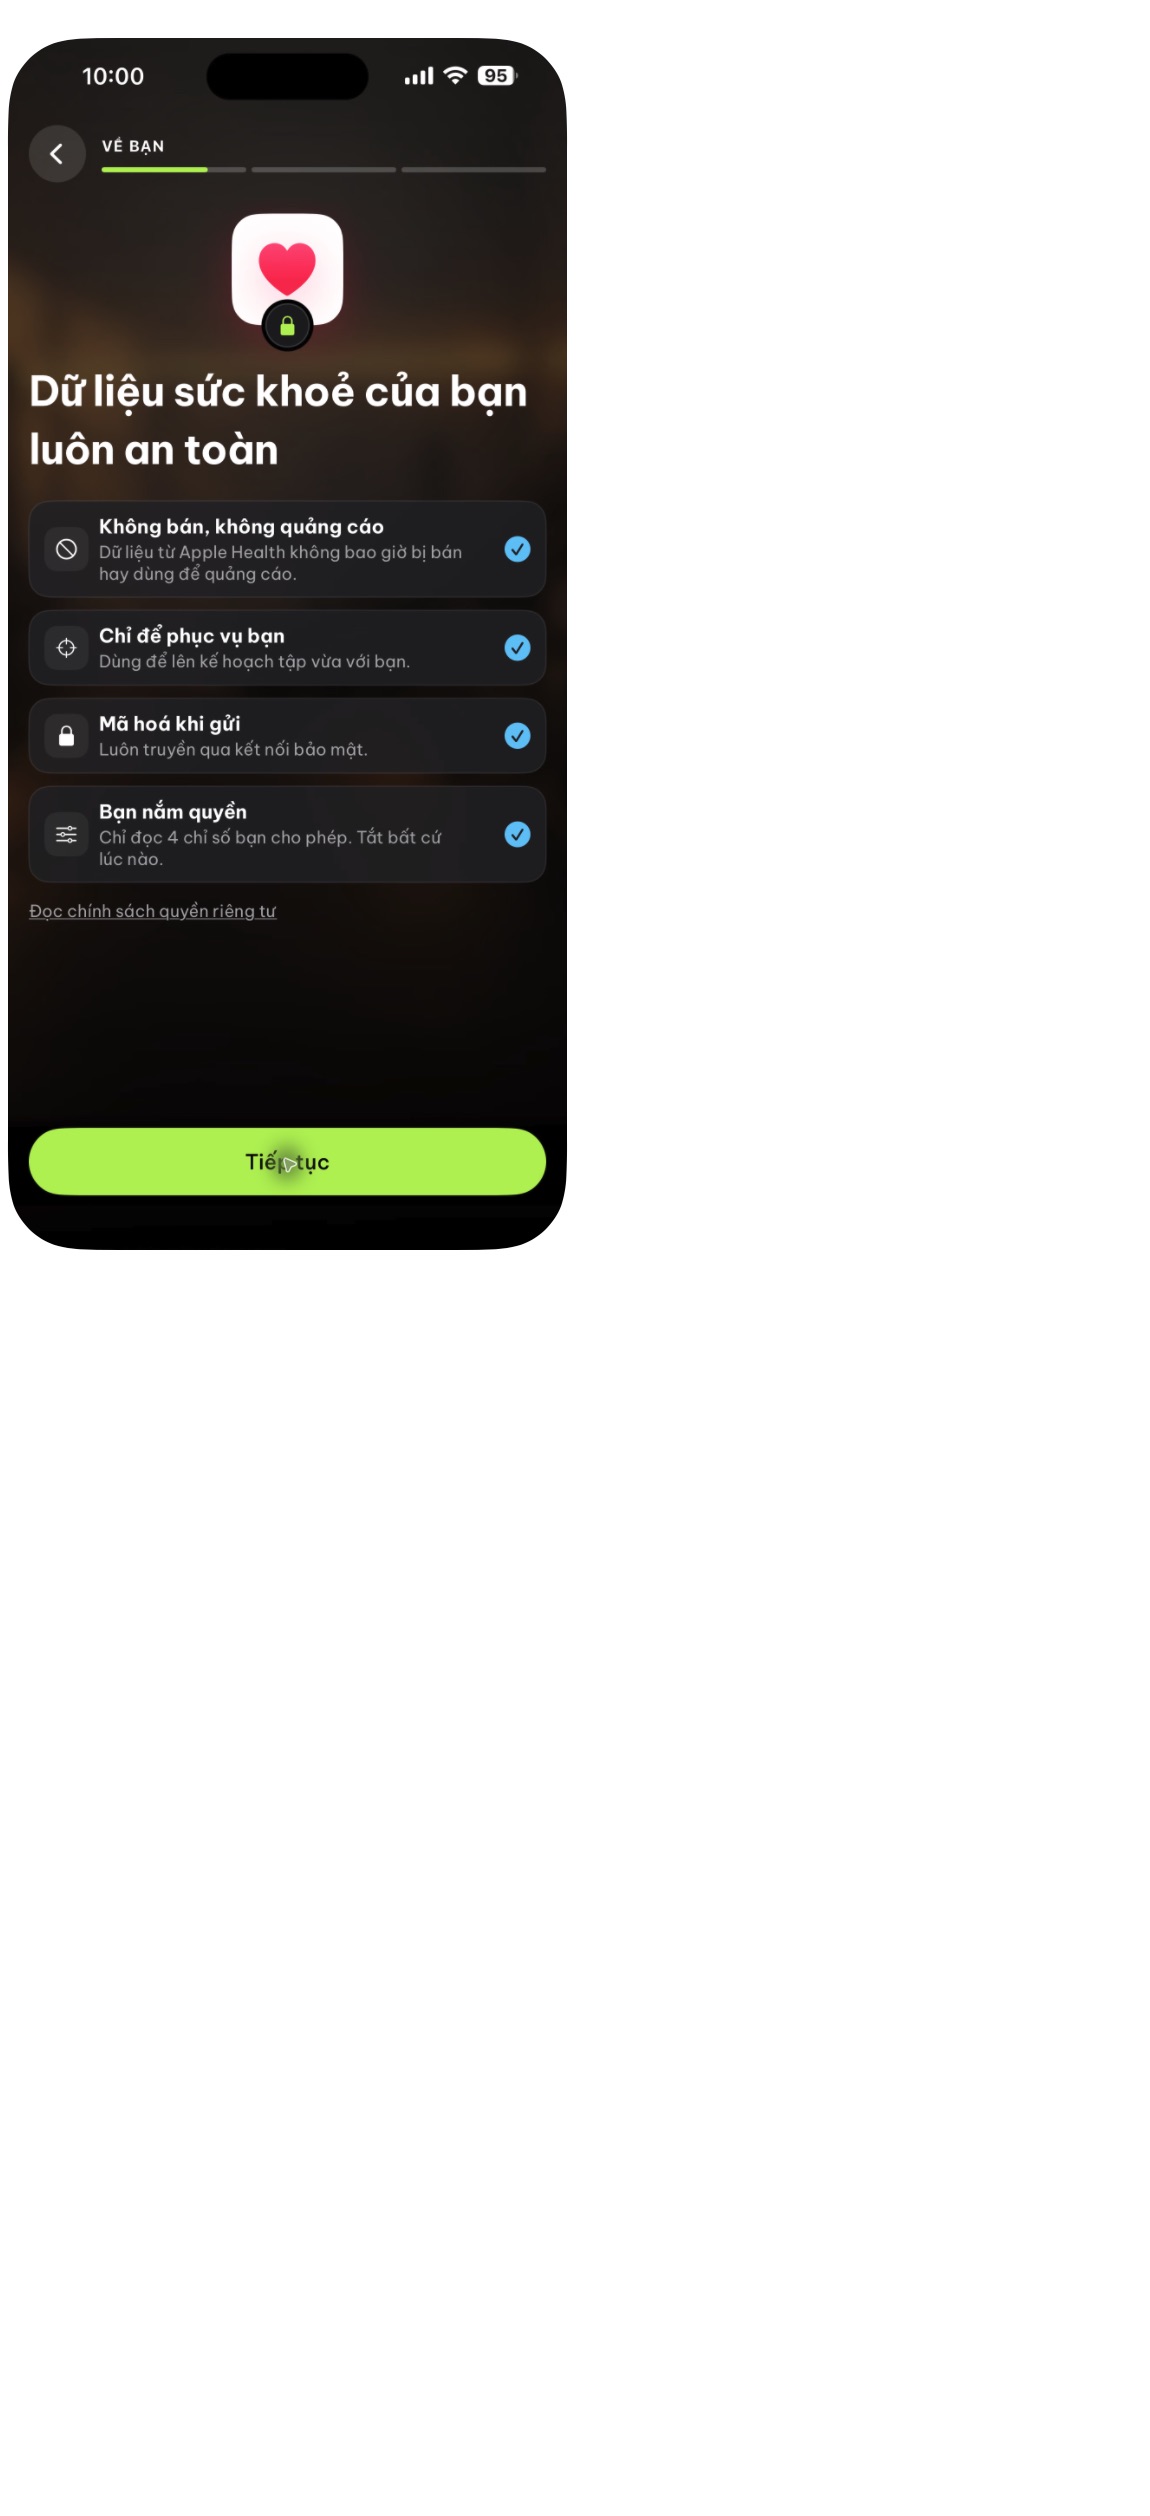 10:00
95
VỀ BẠN
Dữ liệu sức khoẻ của bạn
luôn an toàn
Không bán, không quảng cáo
Dữ liệu từ Apple Health không bao giờ bị bán
hay dùng để quảng cáo.
Chỉ để phục vụ bạn
Dùng để lên kế hoạch tập vừa với bạn.
Mã hoá khi gửi
Luôn truyền qua kết nối bảo mật.
Bạn nắm quyền
Chỉ đọc 4 chỉ số bạn cho phép. Tắt bất cứ
lúc nào.
Đọc chính sách quyền riêng tư
Tiếp tục